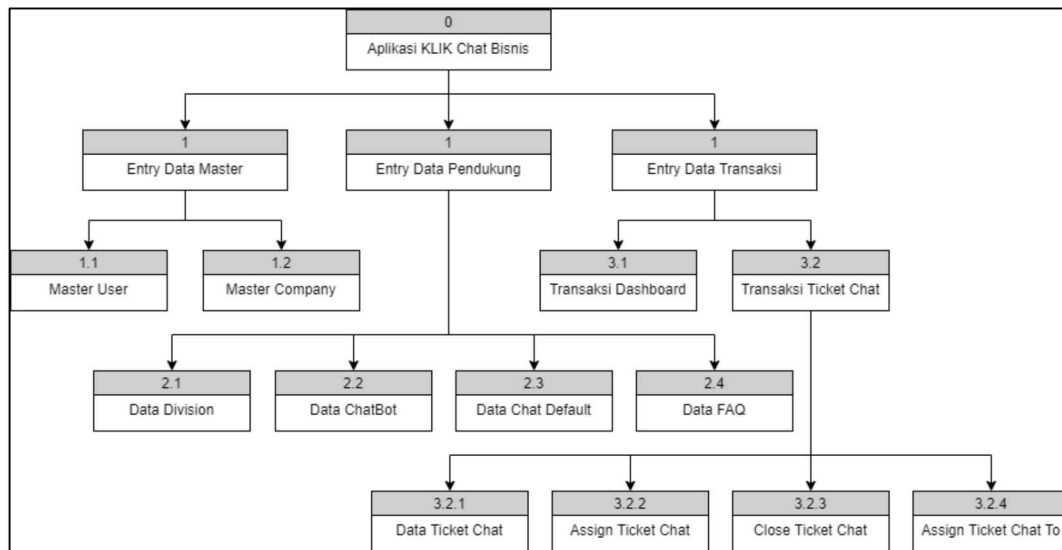 0
Aplikasi KLIK Chat Bisnis
1
Entry Data Master
1
Entry Data Pendukung
1
Entry Data Transaksi
1.1
Master User
1.2
Master Company
3.1
Transaksi Dashboard
3.2
Transaksi Ticket Chat
2.1
Data Division
2.2
Data ChatBot
2.3
Data Chat Default
2.4
Data FAQ
3.2.1
Data Ticket Chat
3.2.2
Assign Ticket Chat
3.2.3
Close Ticket Chat
3.2.4
Assign Ticket Chat To